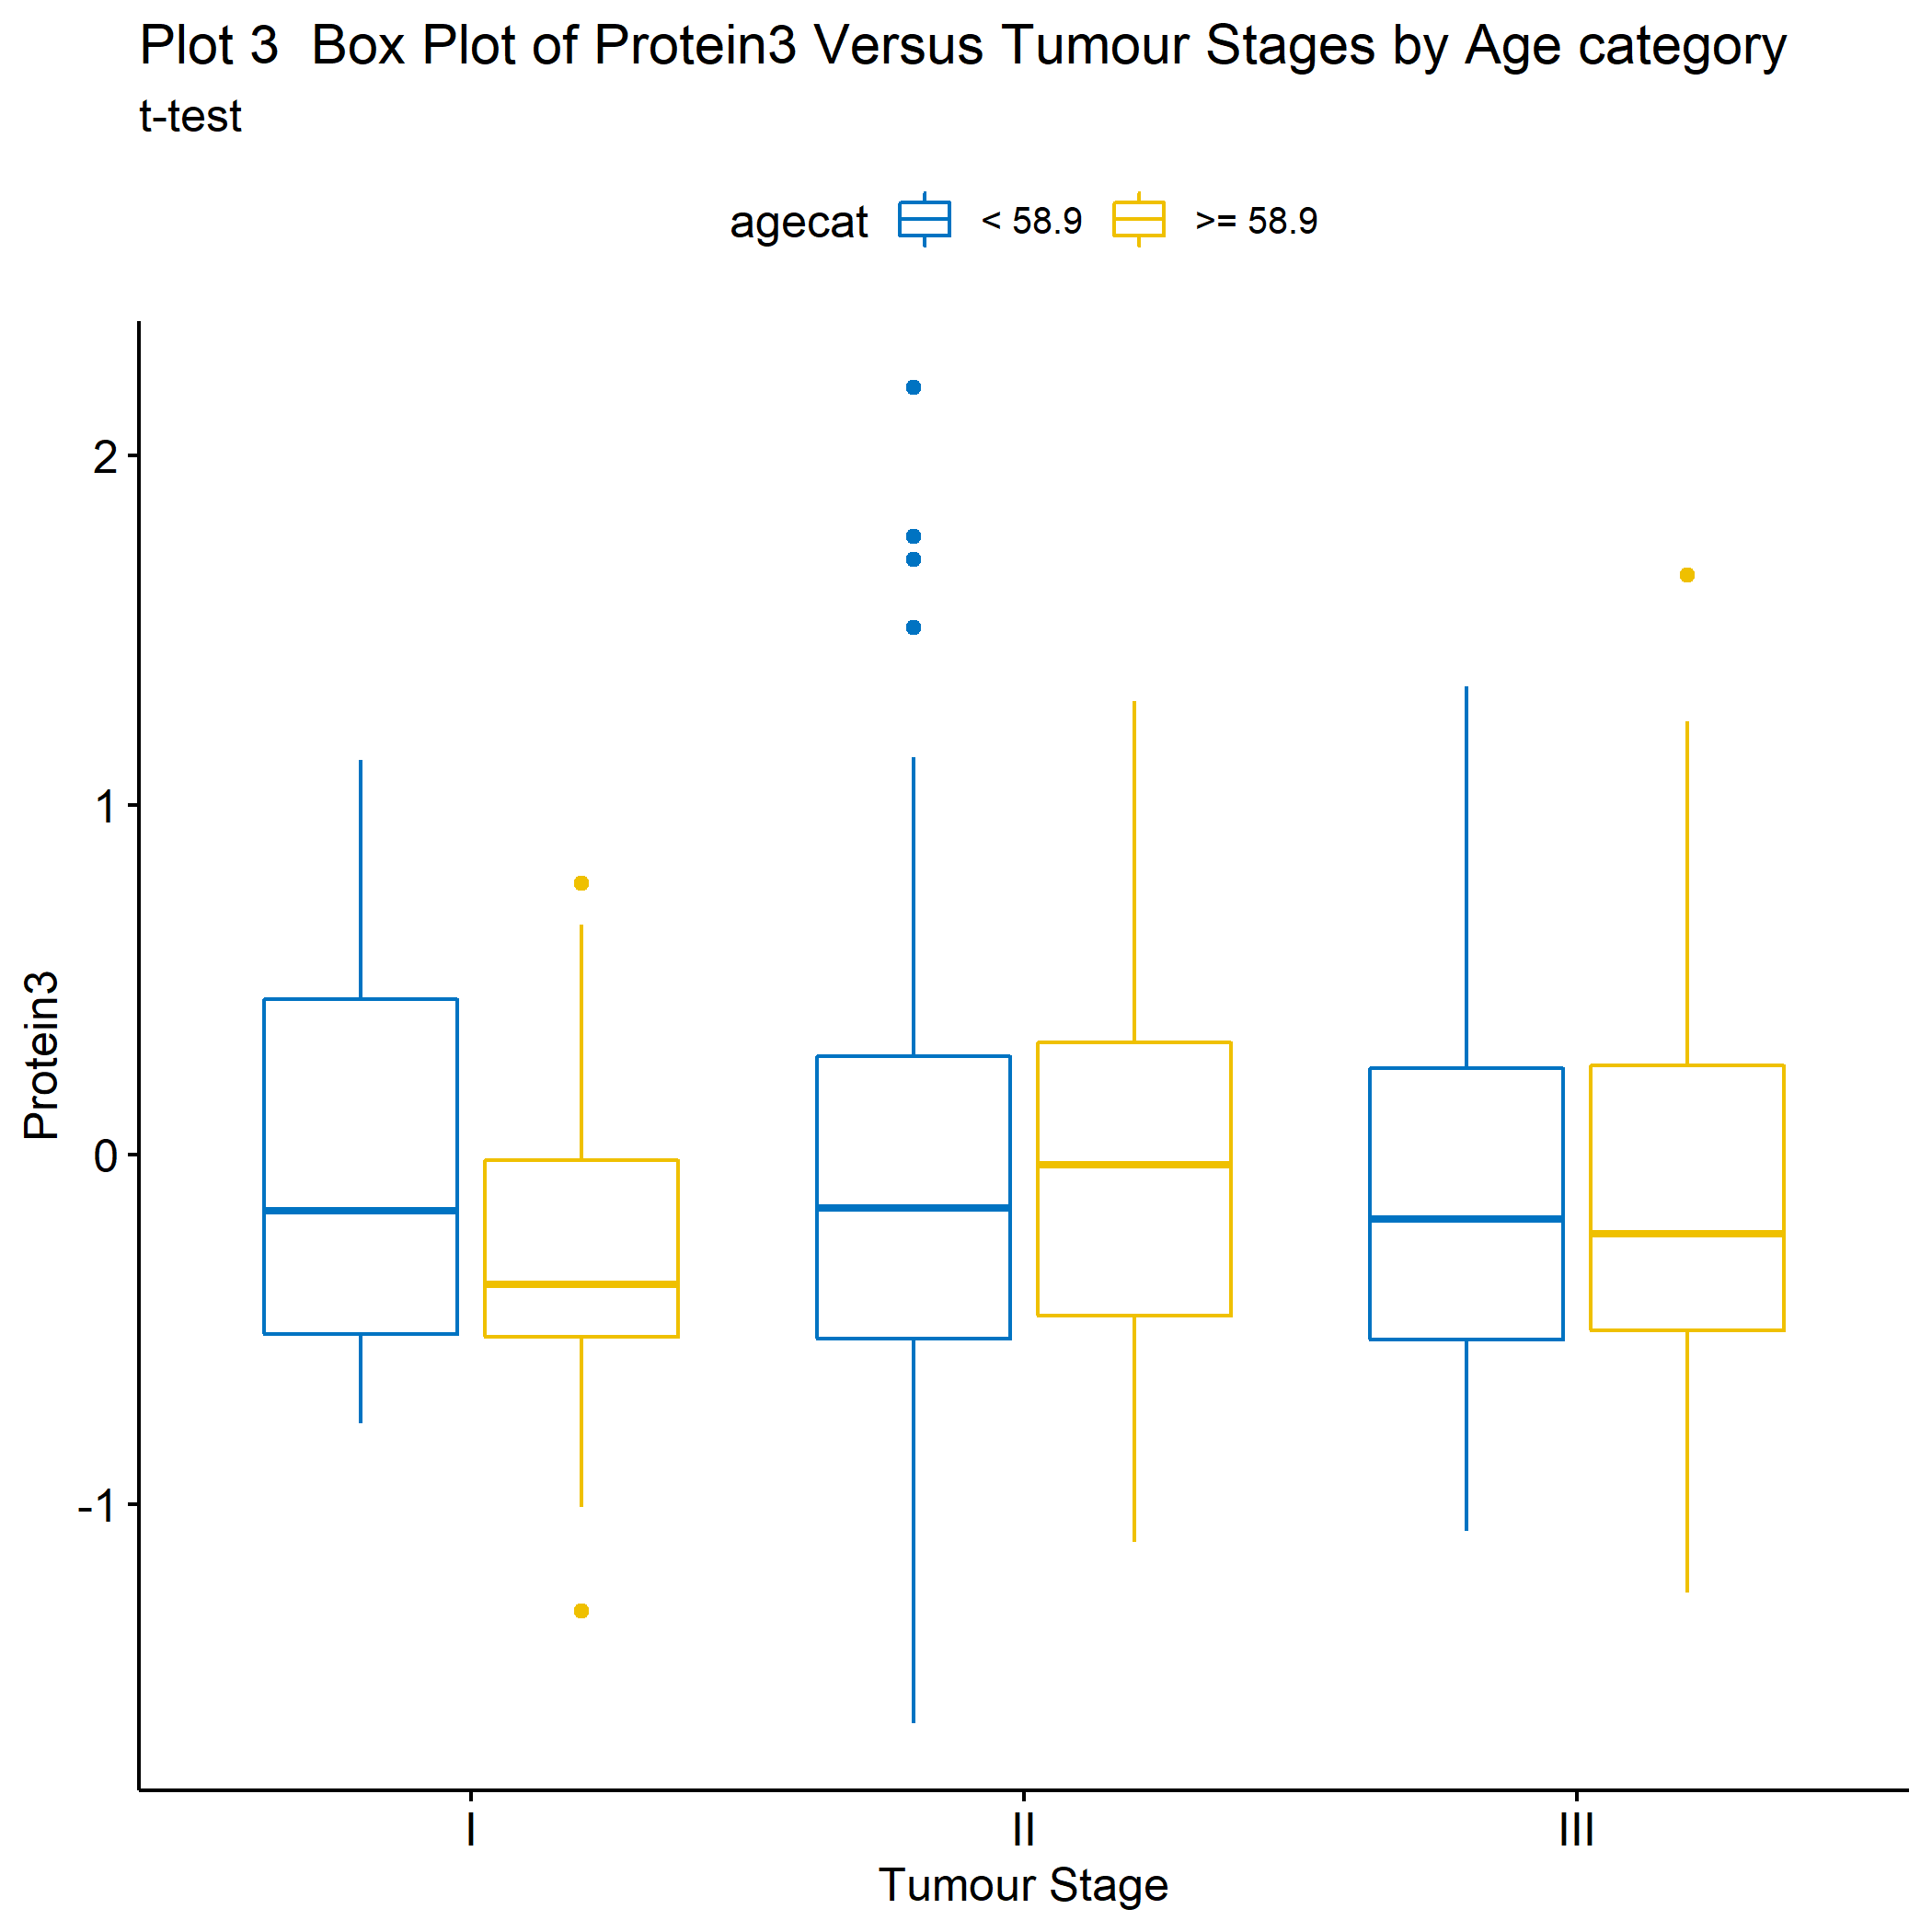 Plot 3  Box Plot of Protein3 Versus Tumour Stages by Age category
t-test
agecat < 58.9 >= 58.9
2
1
0
-1
Protein3
I II III
Tumour Stage